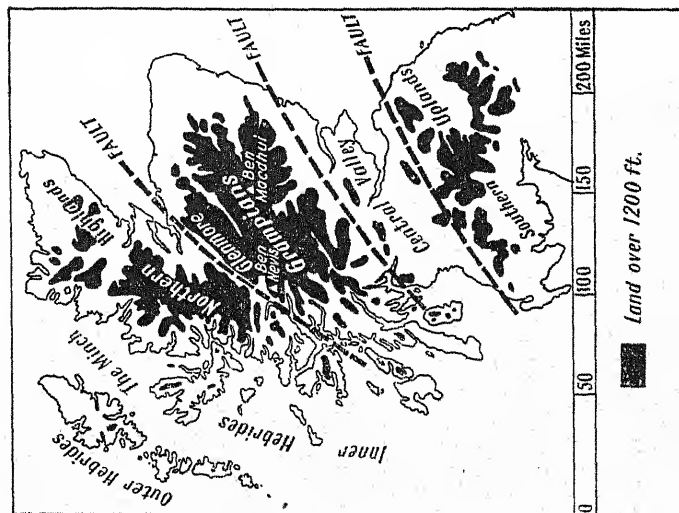 Outer Hebrides
The Minch
Inner
Hebrides
Northern
Highlands
FAULT
Glenmore
Ben
Nevis
Grampians
Ben
Macdhui
FAULT
Central
Valley
FAULT
Southern
Uplands
0 50 100 150 200 Miles
Land over 1200 ft.